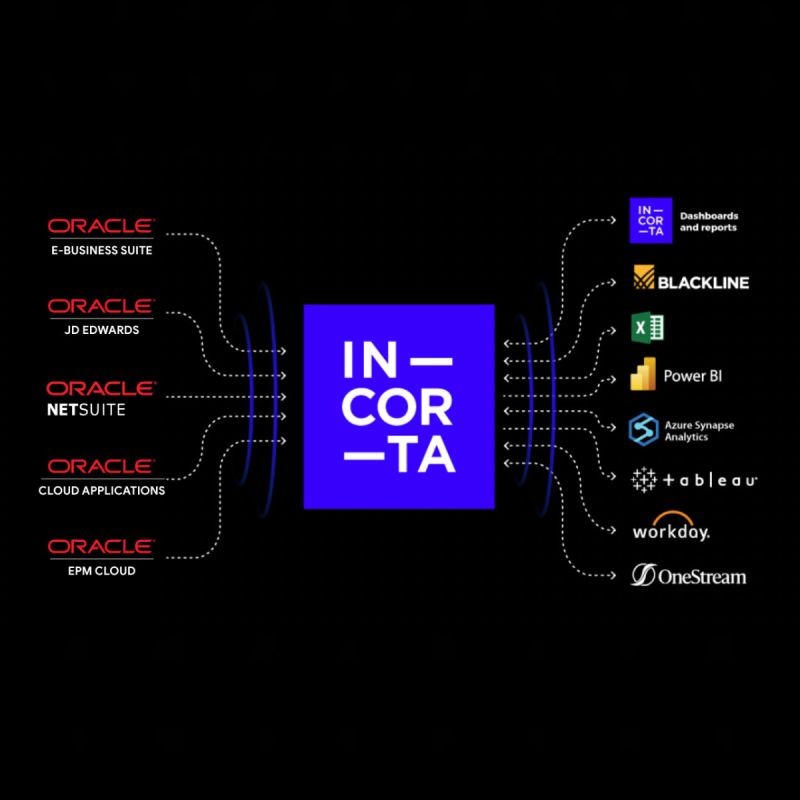 ORACLE
E-BUSINESS SUITE
ORACLE
JD EDWARDS
ORACLE
NETSUITE
ORACLE
CLOUD APPLICATIONS
ORACLE
EPM CLOUD
IN—
COR
—TA
IN—
COR
—TA
Dashboards
and reports
BLACKLINE
X
Power BI
Azure Synapse
Analytics
+ableau
workday.
OneStream